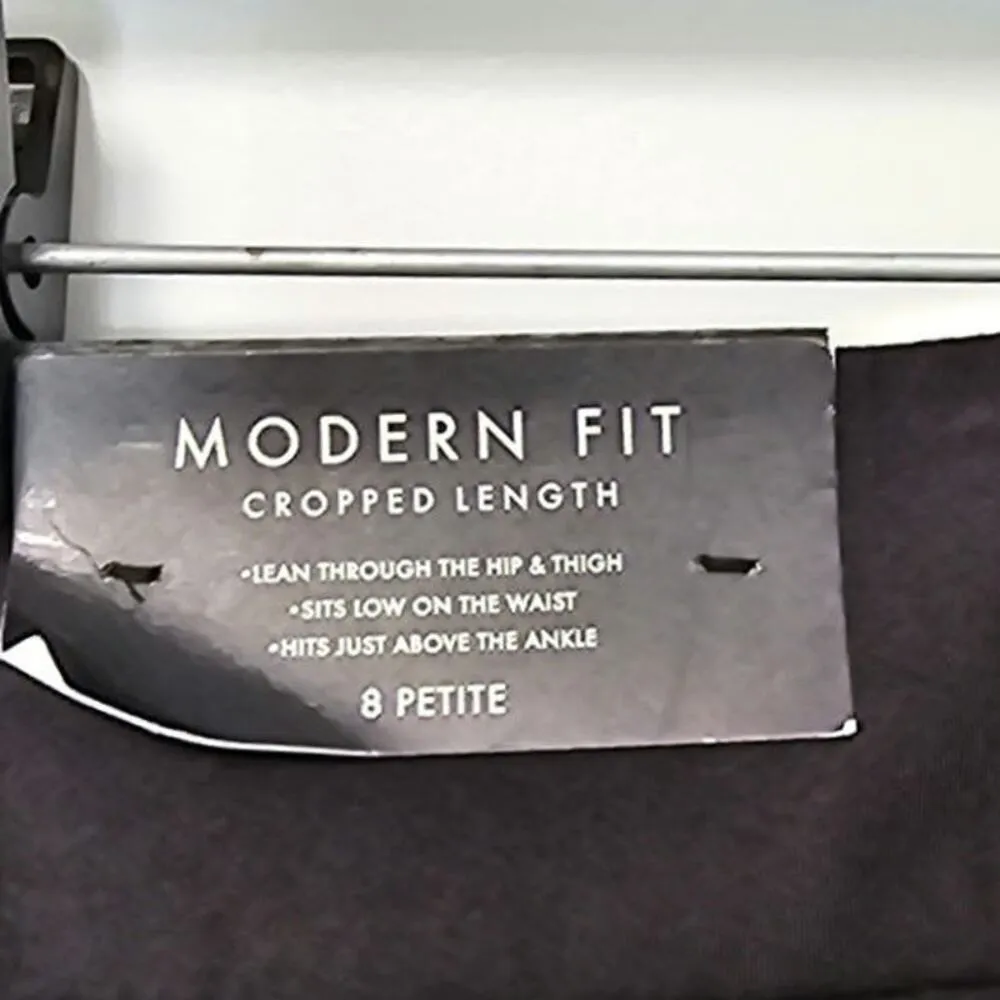 MODERN FIT
CROPPED LENGTH
•LEAN THROUGH THE HIP & THIGH
•SITS LOW ON THE WAIST
•HITS JUST ABOVE THE ANKLE
8 PETITE